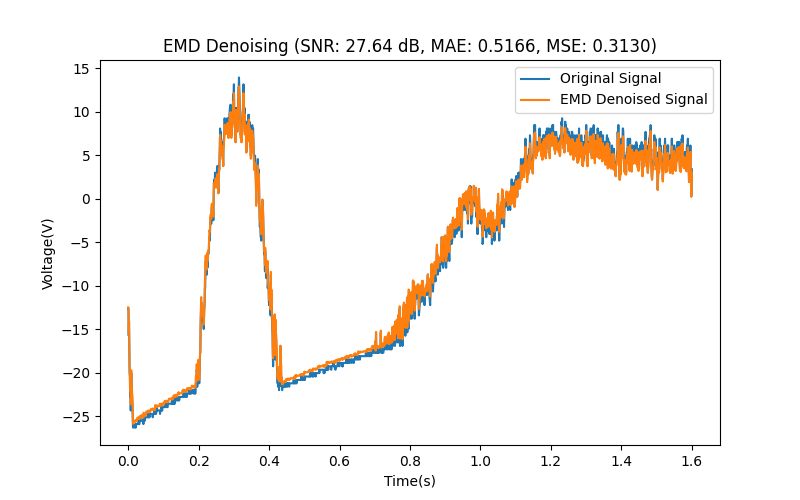 EMD Denoising (SNR: 27.64 dB, MAE: 0.5166, MSE: 0.3130)
Original Signal
EMD Denoised Signal
15
10
5
0
−5
−10
−15
−20
−25
Voltage(V)
0.0 0.2 0.4 0.6 0.8 1.0 1.2 1.4 1.6
Time(s)